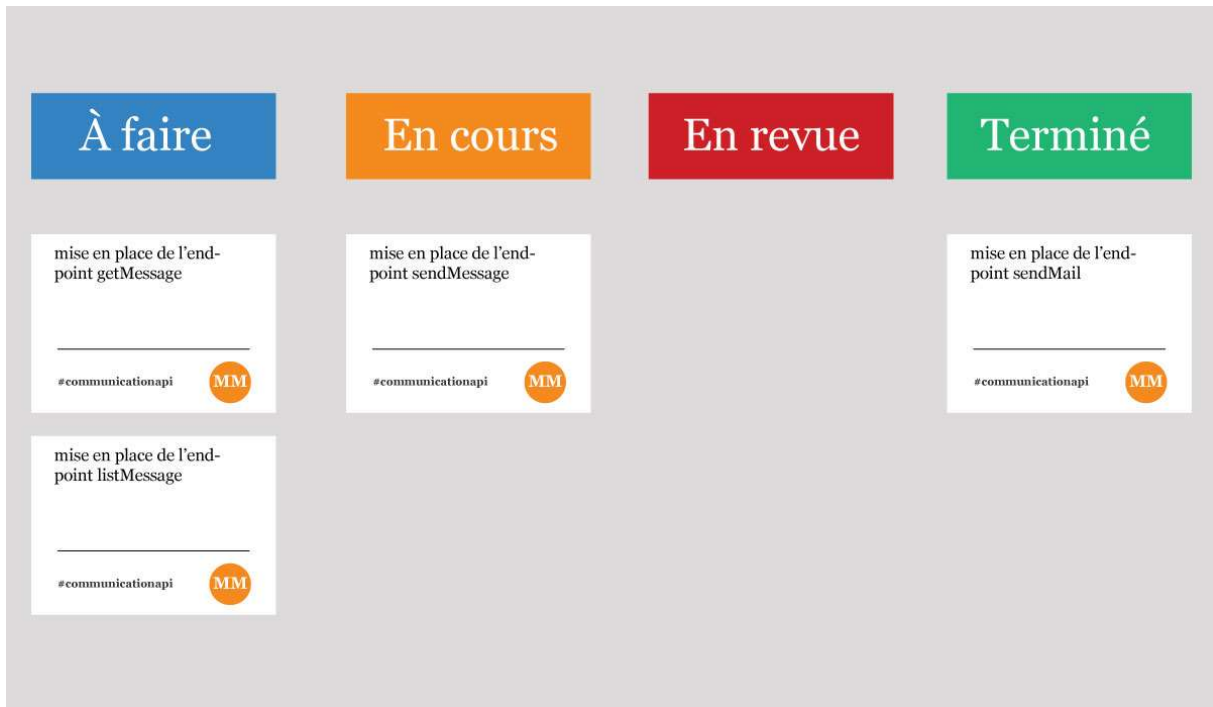 À faire
En cours
En revue
Terminé
mise en place de l’end-
point getMessage
#communicationapi
MM
mise en place de l’end-
point listMessage
#communicationapi
MM
mise en place de l’end-
point sendMessage
#communicationapi
MM
mise en place de l’end-
point sendMail
#communicationapi
MM